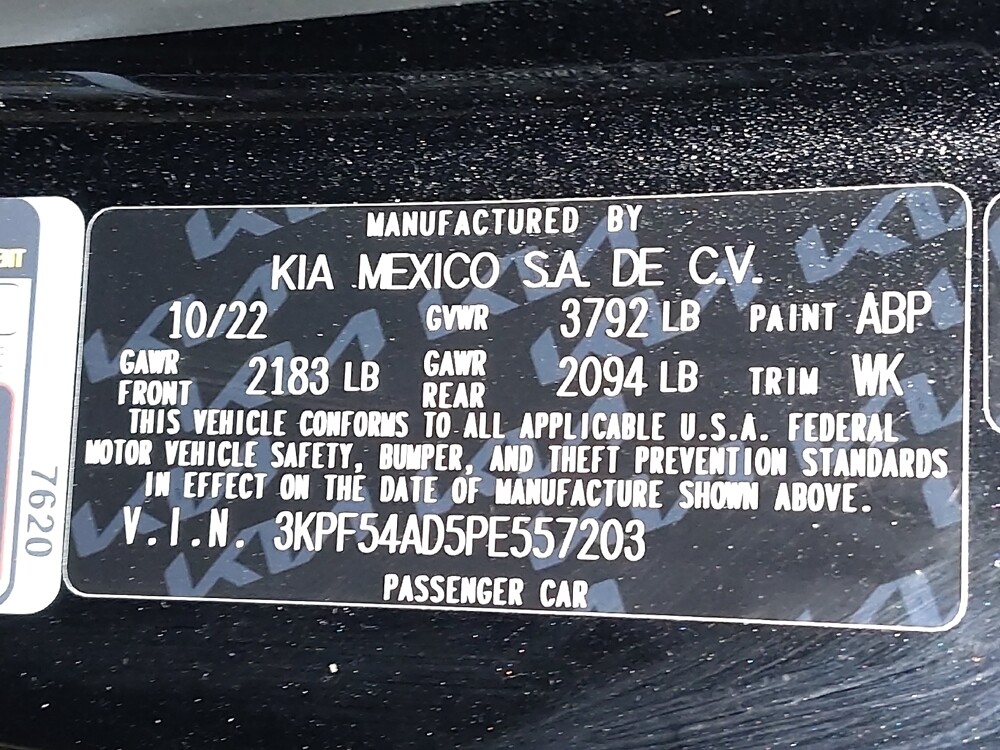 MANUFACTURED BY
KIA MEXICO S.A. DE C.V.
10/22 GVWR 3792 LB PAINT ABP
GAWR FRONT 2183 LB GAWR REAR 2094 LB TRIM WK
THIS VEHICLE CONFORMS TO ALL APPLICABLE U.S.A. FEDERAL
MOTOR VEHICLE SAFETY, BUMPER, AND THEFT PREVENTION STANDARDS
IN EFFECT ON THE DATE OF MANUFACTURE SHOWN ABOVE.
V.I.N. 3KPF54AD5PE557203
PASSENGER CAR
7620